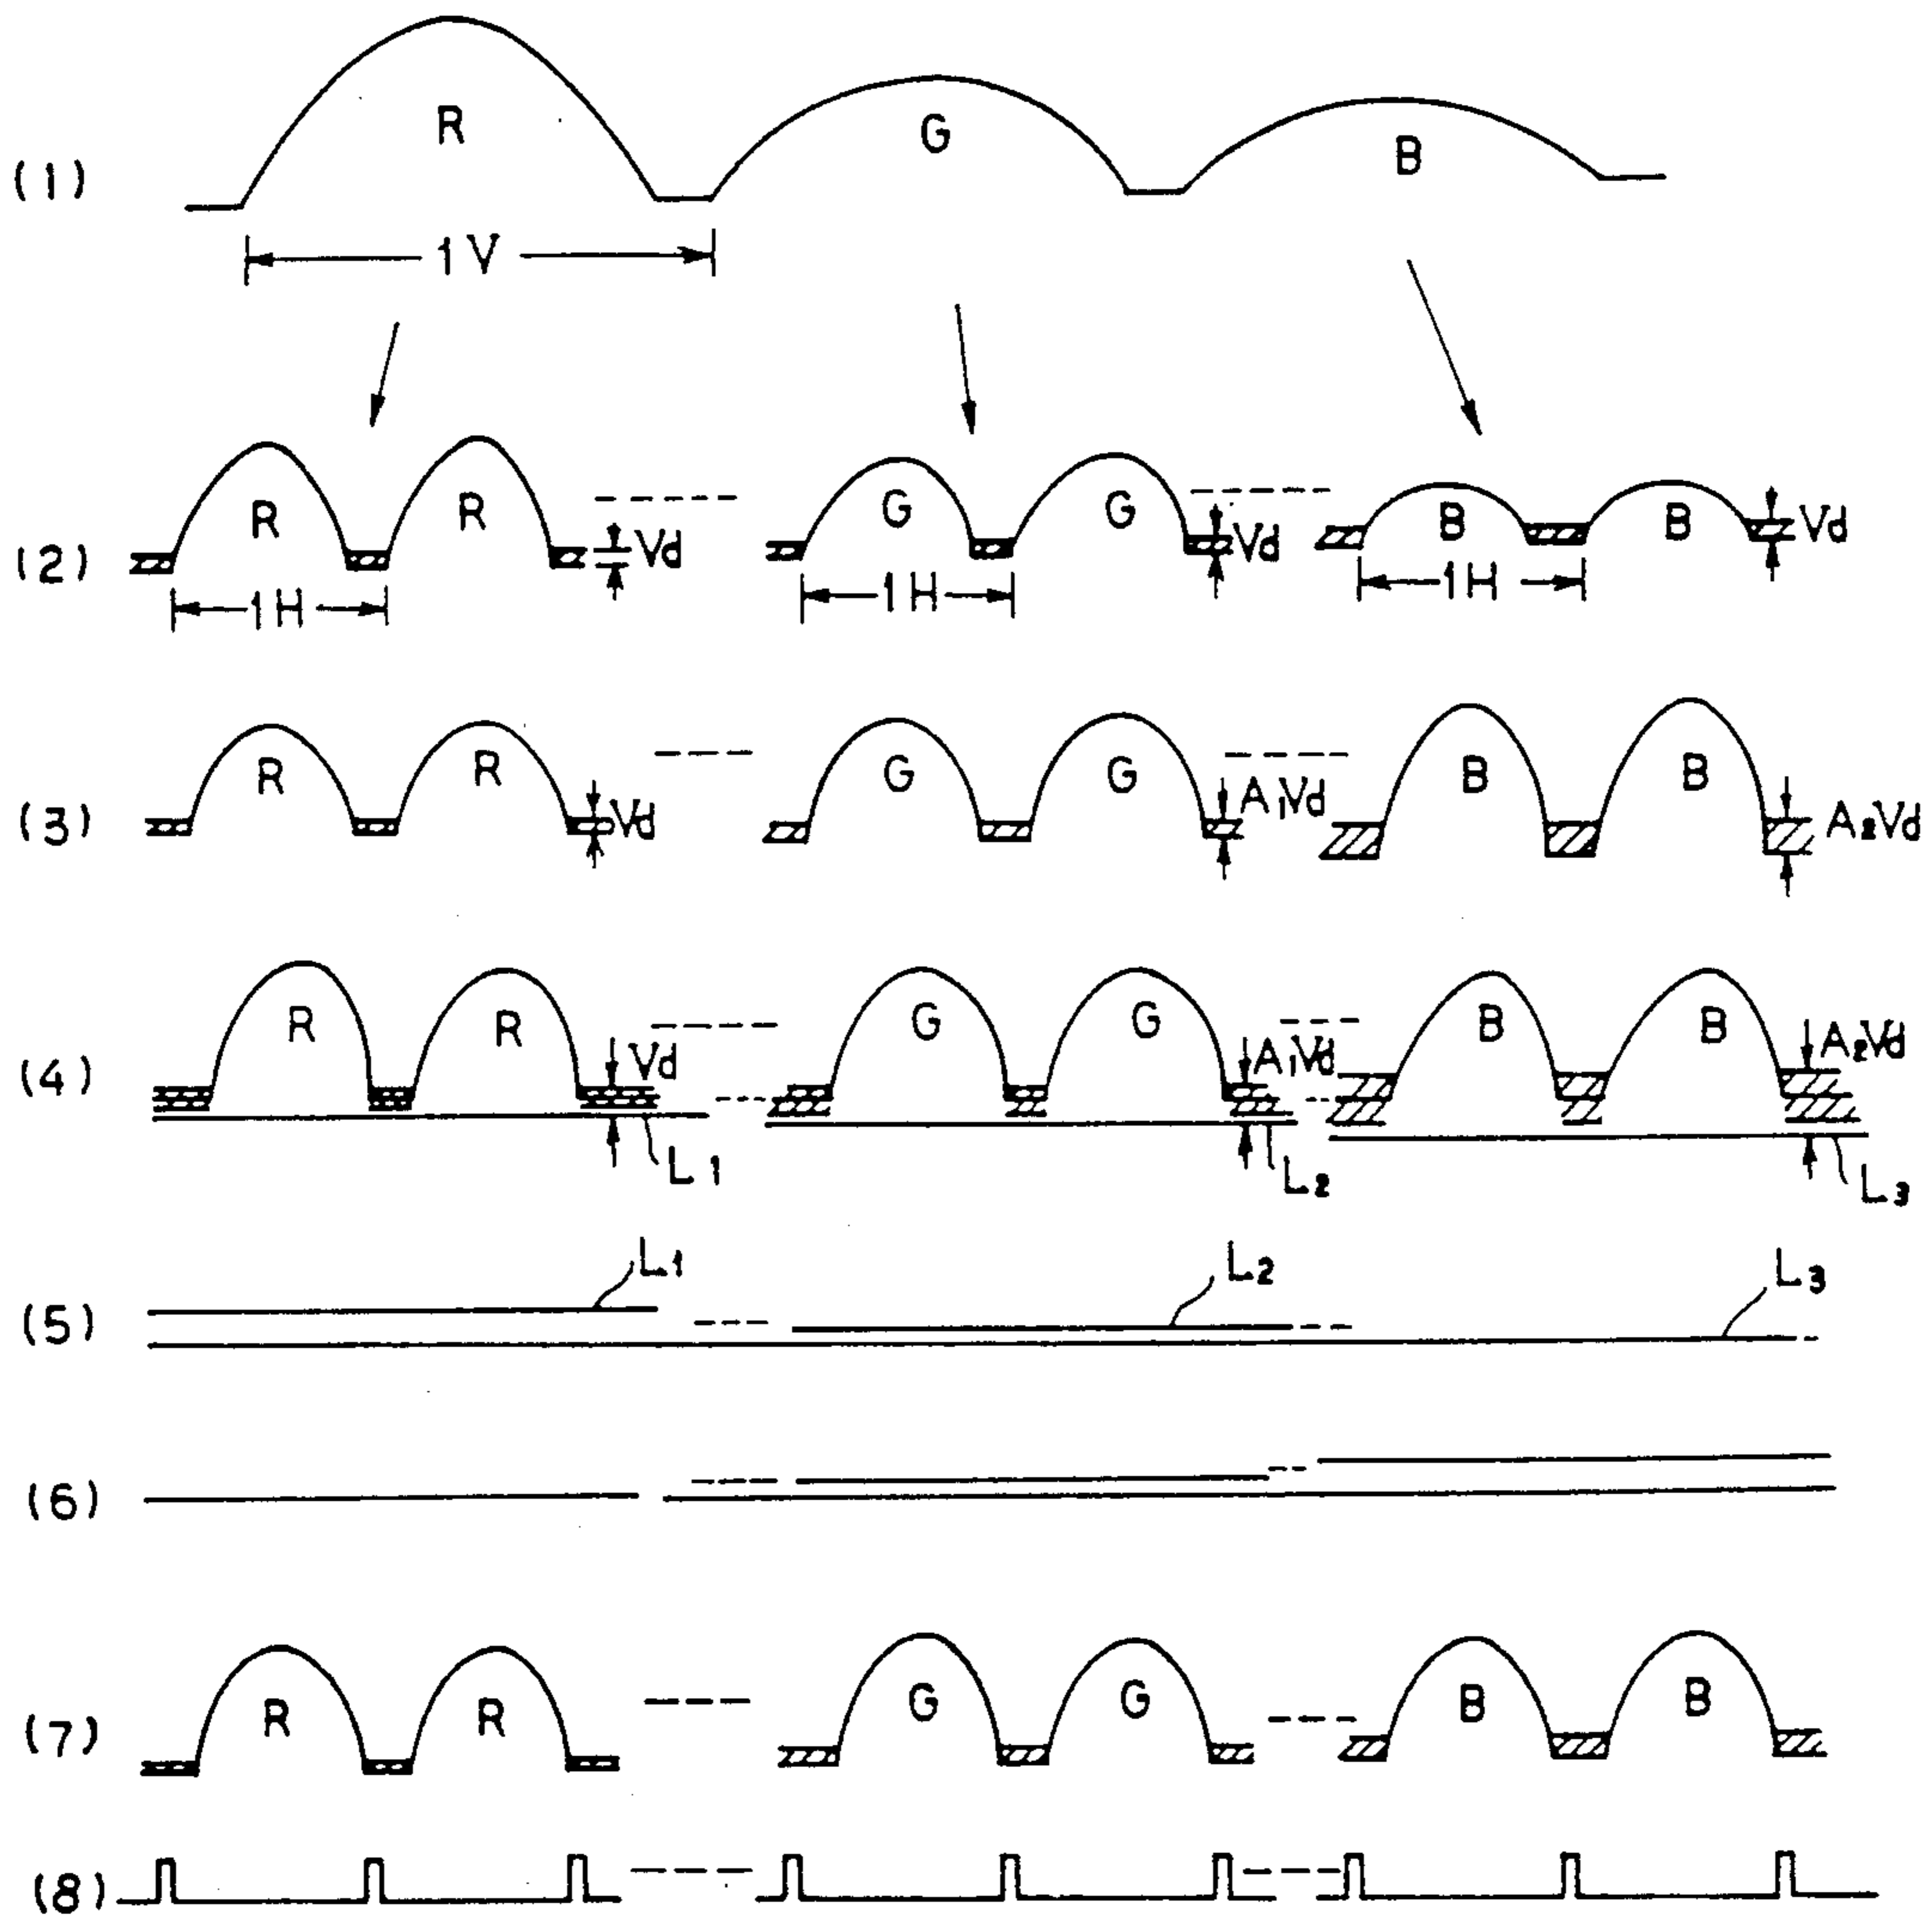 (1) R G B
1V
(2) R R Vd G G Vd B B Vd
1H 1H 1H
(3) R R Vd G G A1Vd B B A2Vd
(4) R R Vd G G A1Vd B B A2Vd
L1 L2 L3
(5) L1 L2 L3
(6)
(7) R R G G B B
(8)